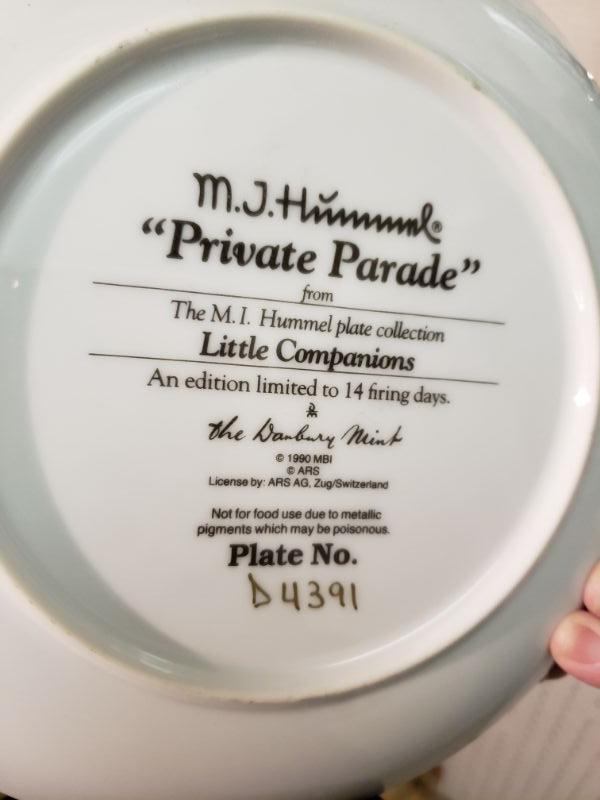 M.J.Hummel®
“Private Parade”
from
The M. I. Hummel plate collection
Little Companions
An edition limited to 14 firing days.
the Danbury Mint
© 1990 MBI
© ARS
License by: ARS AG, Zug/Switzerland
Not for food use due to metallic
pigments which may be poisonous.
Plate No.
D4391